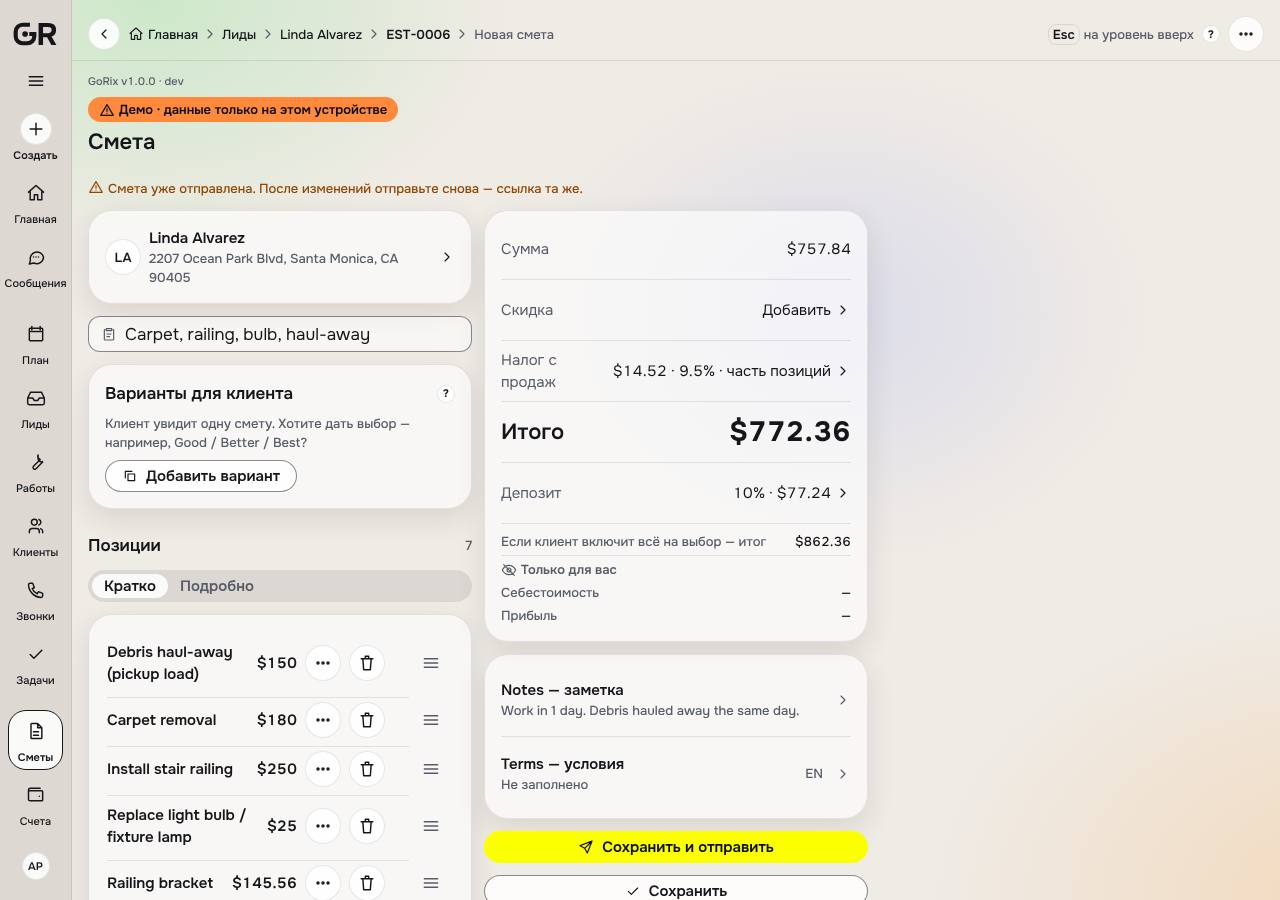 GR
Главная
Лиды
Linda Alvarez
EST-0006
Новая смета
Esc на уровень вверх ?
GoRix v1.0.0 · dev
Демо · данные только на этом устройстве
Смета
Смета уже отправлена. После изменений отправьте снова — ссылка та же.
Создать
Главная
Сообщения
План
Лиды
Работы
Клиенты
Звонки
Задачи
Сметы
Счета
AP
LA
Linda Alvarez
2207 Ocean Park Blvd, Santa Monica, CA
90405
Carpet, railing, bulb, haul-away
Варианты для клиента ?
Клиент увидит одну смету. Хотите дать выбор —
например, Good / Better / Best?
Добавить вариант
Позиции 7
Кратко Подробно
Debris haul-away
(pickup load) $150
Carpet removal $180
Install stair railing $250
Replace light bulb /
fixture lamp $25
Railing bracket $145.56
Сумма $757.84
Скидка Добавить
Налог с
продаж $14.52 · 9.5% · часть позиций
Итого $772.36
Депозит 10% · $77.24
Если клиент включит всё на выбор — итог $862.36
Только для вас
Себестоимость –
Прибыль –
Notes — заметка
Work in 1 day. Debris hauled away the same day.
Terms — условия
Не заполнено
EN
Сохранить и отправить
Сохранить